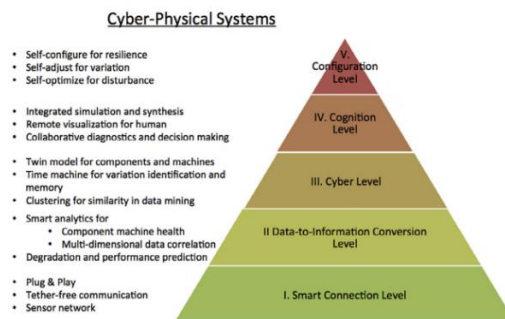 Cyber-Physical Systems
• Self-configure for resilience
• Self-adjust for variation
• Self-optimize for disturbance
V.
Configuration
Level
• Integrated simulation and synthesis
• Remote visualization for human
• Collaborative diagnostics and decision making
IV. Cognition
Level
• Twin model for components and machines
• Time machine for variation identification and
memory
• Clustering for similarity in data mining
III. Cyber Level
• Smart analytics for
• Component machine health
• Multi-dimensional data correlation
• Degradation and performance prediction
II Data-to-Information Conversion
Level
• Plug & Play
• Tether-free communication
• Sensor network
I. Smart Connection Level